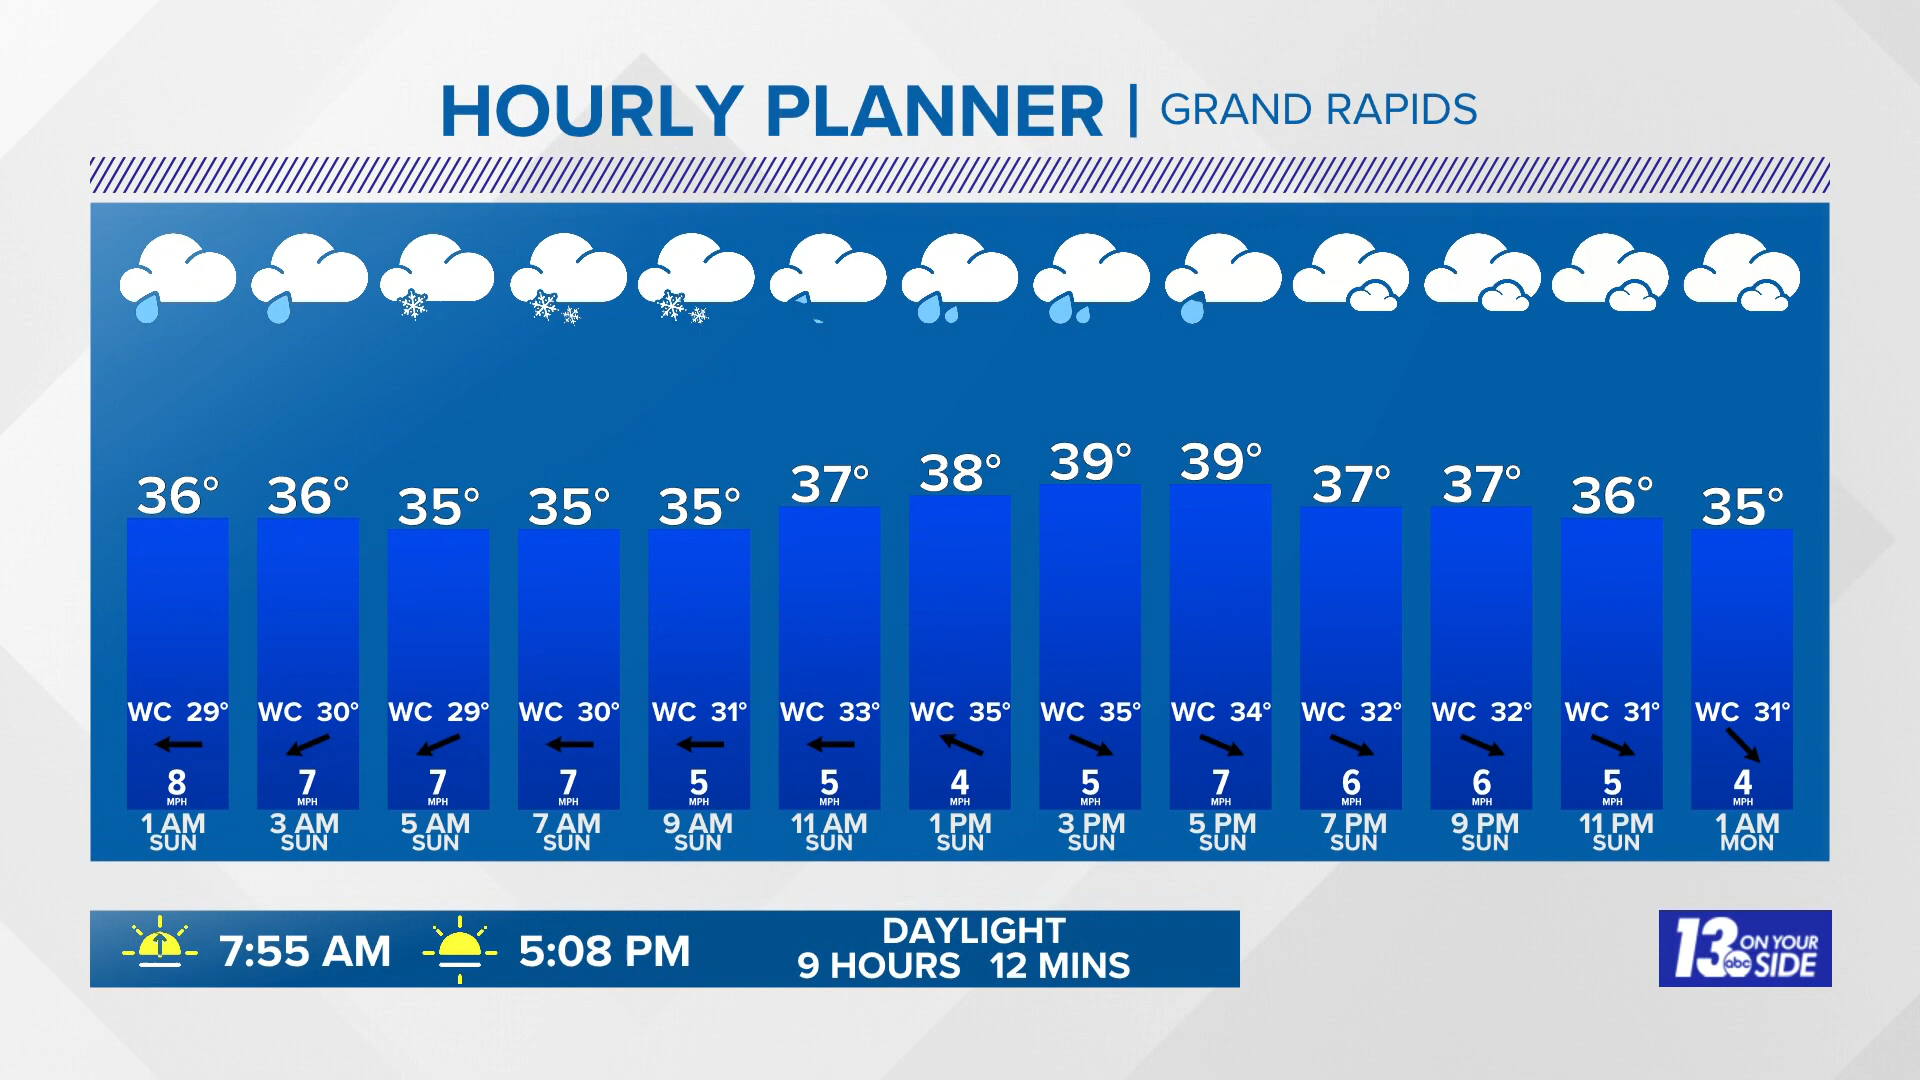 HOURLY PLANNER | GRAND RAPIDS
36° 36° 35° 35° 35° 37° 38° 39° 39° 37° 37° 36° 35°
WC 29° WC 30° WC 29° WC 30° WC 31° WC 33° WC 35° WC 35° WC 34° WC 32° WC 32° WC 31° WC 31°
8 7 7 7 5 5 4 5 7 6 6 5 4
MPH MPH MPH MPH MPH MPH MPH MPH MPH MPH MPH MPH MPH
1 AM 3 AM 5 AM 7 AM 9 AM 11 AM 1 PM 3 PM 5 PM 7 PM 9 PM 11 PM 1 AM
SUN SUN SUN SUN SUN SUN SUN SUN SUN SUN SUN SUN MON
7:55 AM 5:08 PM
DAYLIGHT
9 HOURS 12 MINS
13 ON YOUR
abc SIDE